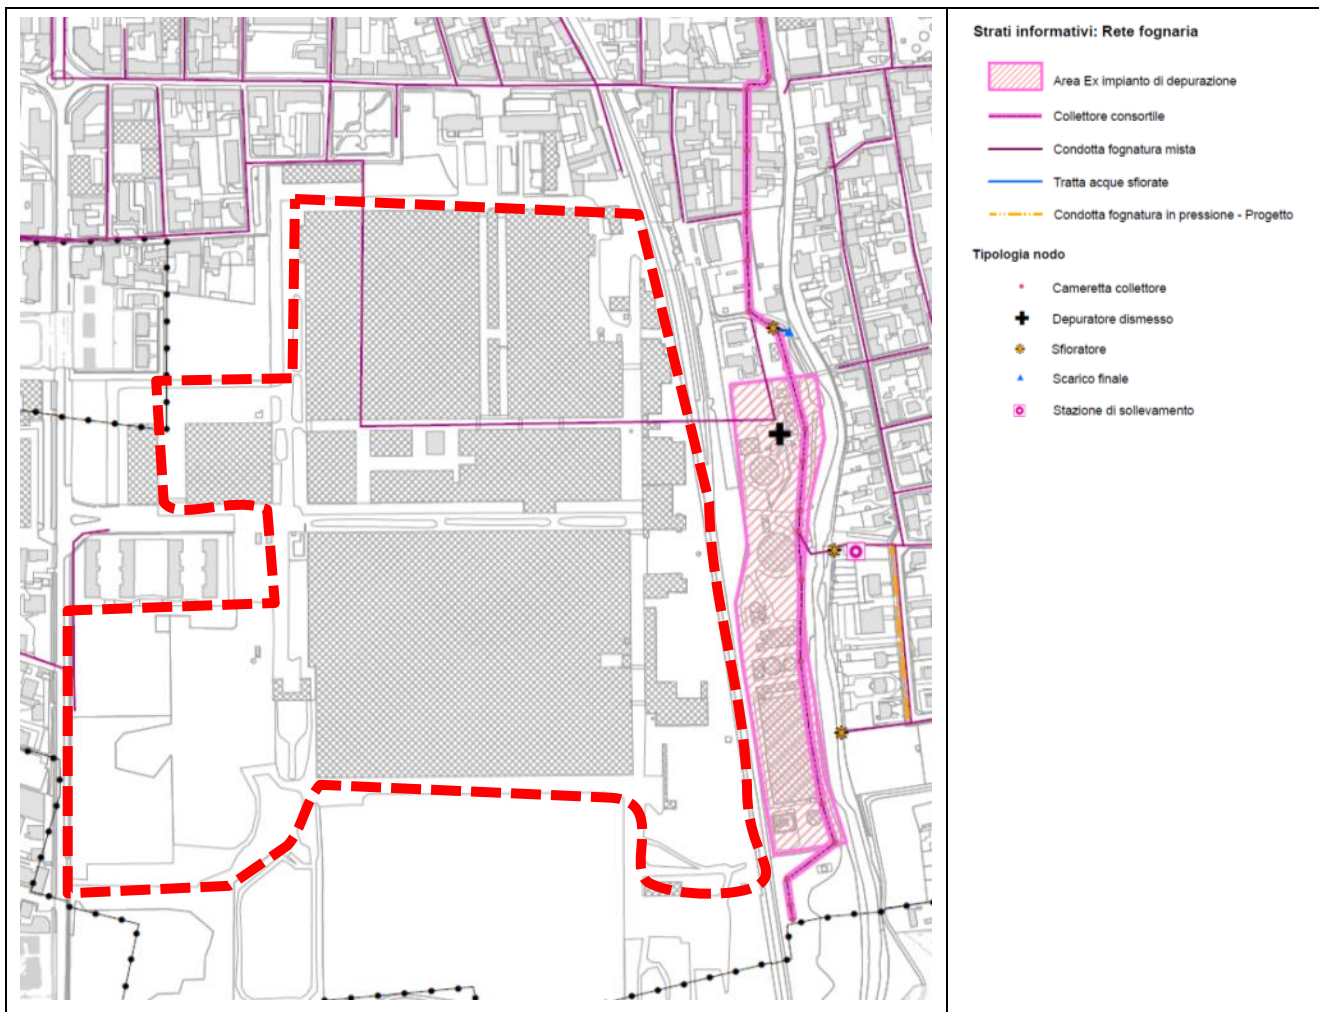 Strati informativi: Rete fognaria
Area Ex impianto di depurazione
Collettore consortile
Condotta fognatura mista
Tratta acque sfiorate
Condotta fognatura in pressione - Progetto
Tipologia nodo
Cameretta collettore
Depuratore dismesso
Sfioratore
Scarico finale
Stazione di sollevamento